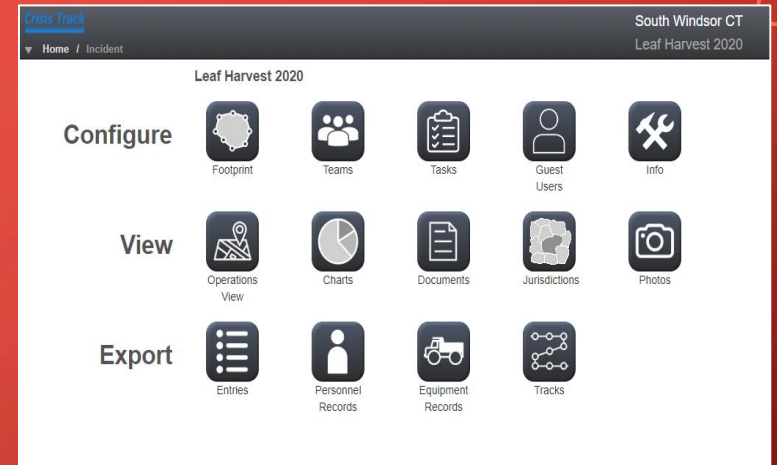 Crisis Track
South Windsor CT
▼ Home / Incident
Leaf Harvest 2020
Leaf Harvest 2020
Configure
Footprint
Teams
Tasks
Guest
Users
Info
View
Operations
View
Charts
Documents
Jurisdictions
Photos
Export
Entries
Personnel
Records
Equipment
Records
Tracks